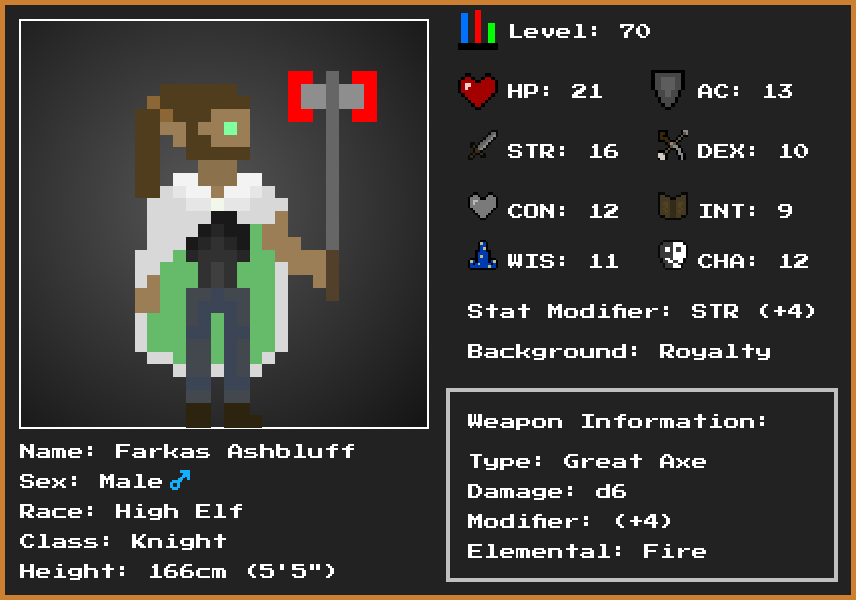 Level: 70
HP: 21
AC: 13
STR: 16
DEX: 10
CON: 12
INT: 9
WIS: 11
CHA: 12
Stat Modifier: STR (+4)
Background: Royalty
Weapon Information:
Type: Great Axe
Damage: d6
Modifier: (+4)
Elemental: Fire
Name: Farkas Ashbluff
Sex: Male♂
Race: High Elf
Class: Knight
Height: 166cm (5'5")